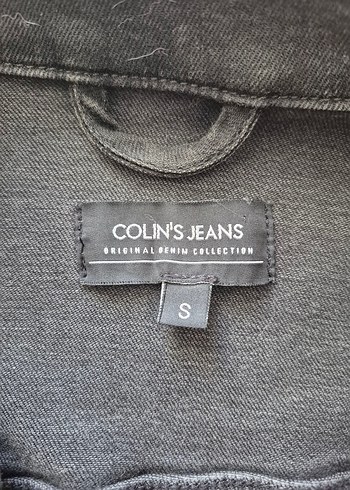 COLIN'S JEANS
ORIGINAL DENIM COLLECTION
S